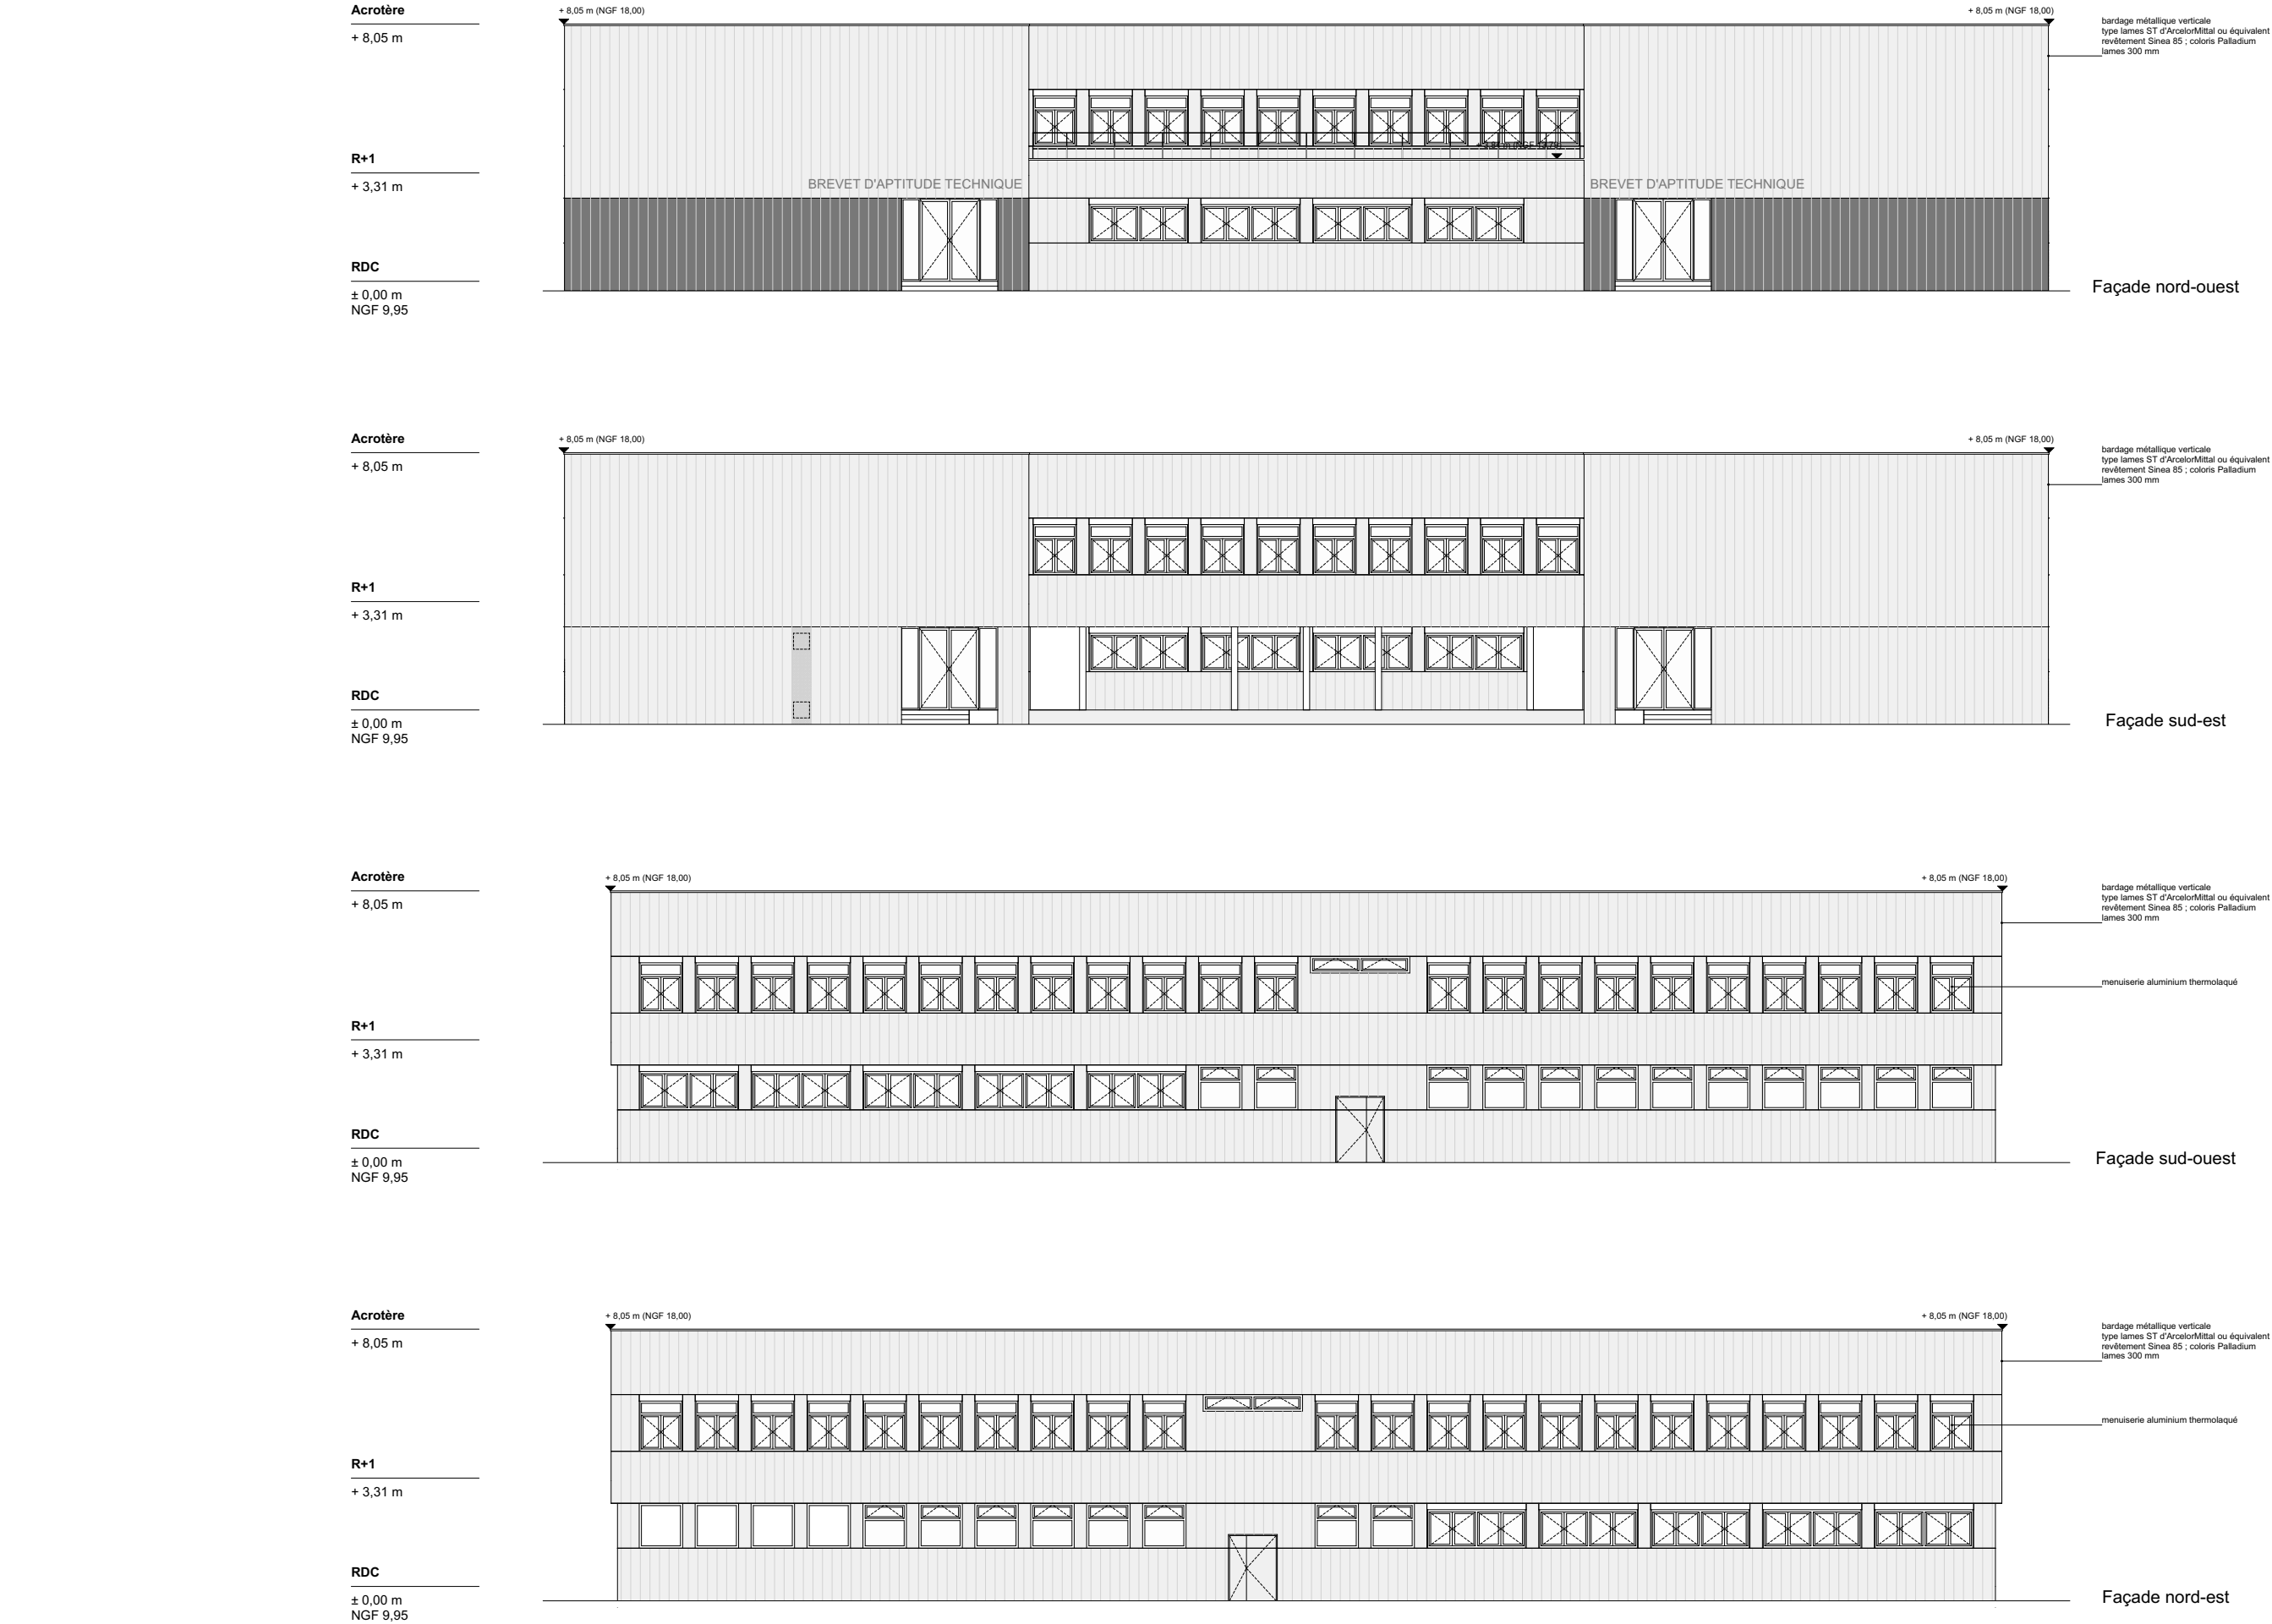 Acrotère
+ 8,05 m (NGF 18,00)
+ 8,05 m (NGF 18,00)
+ 8,05 m
bardage métallique verticale
type lames ST d'ArcelorMittal ou équivalent
revêtement Sinea 85 ; coloris Palladium
lames 300 mm
R+1
+ 3,31 m
BREVET D'APTITUDE TECHNIQUE
BREVET D'APTITUDE TECHNIQUE
RDC
± 0,00 m
NGF 9,95
Façade nord-ouest
Acrotère
+ 8,05 m (NGF 18,00)
+ 8,05 m (NGF 18,00)
+ 8,05 m
bardage métallique verticale
type lames ST d'ArcelorMittal ou équivalent
revêtement Sinea 85 ; coloris Palladium
lames 300 mm
R+1
+ 3,31 m
RDC
± 0,00 m
NGF 9,95
Façade sud-est
Acrotère
+ 8,05 m (NGF 18,00)
+ 8,05 m (NGF 18,00)
+ 8,05 m
bardage métallique verticale
type lames ST d'ArcelorMittal ou équivalent
revêtement Sinea 85 ; coloris Palladium
lames 300 mm
menuiserie aluminium thermolaqué
R+1
+ 3,31 m
RDC
± 0,00 m
NGF 9,95
Façade sud-ouest
Acrotère
+ 8,05 m (NGF 18,00)
+ 8,05 m (NGF 18,00)
+ 8,05 m
bardage métallique verticale
type lames ST d'ArcelorMittal ou équivalent
revêtement Sinea 85 ; coloris Palladium
lames 300 mm
menuiserie aluminium thermolaqué
R+1
+ 3,31 m
RDC
± 0,00 m
NGF 9,95
Façade nord-est